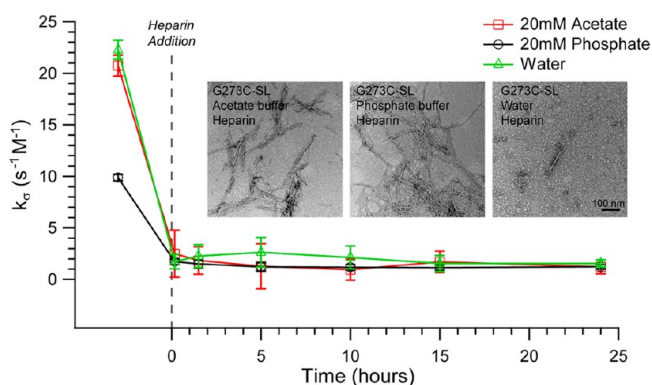 25
20
15
10
5
0
kσ (s⁻¹ M⁻¹)
Heparin
Addition
20mM Acetate
20mM Phosphate
Water
G273C-SL
Acetate buffer
Heparin
G273C-SL
Phosphate buffer
Heparin
G273C-SL
Water
Heparin
100 nm
0 5 10 15 20 25
Time (hours)